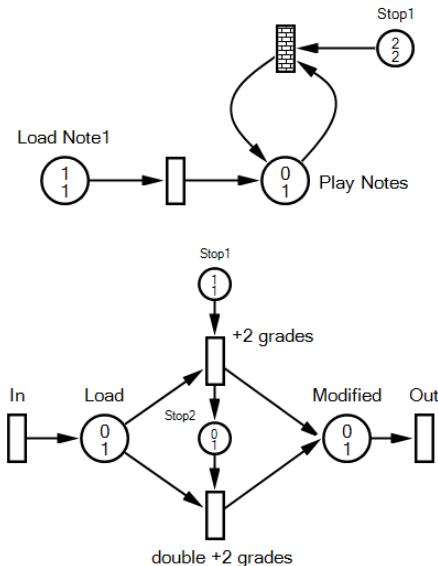 Stop1
2
2
Load Note1
1
1
0
1
Play Notes
Stop1
1
1
+2 grades
In
Load
Stop2
Modified
Out
0
1
0
1
0
1
double +2 grades